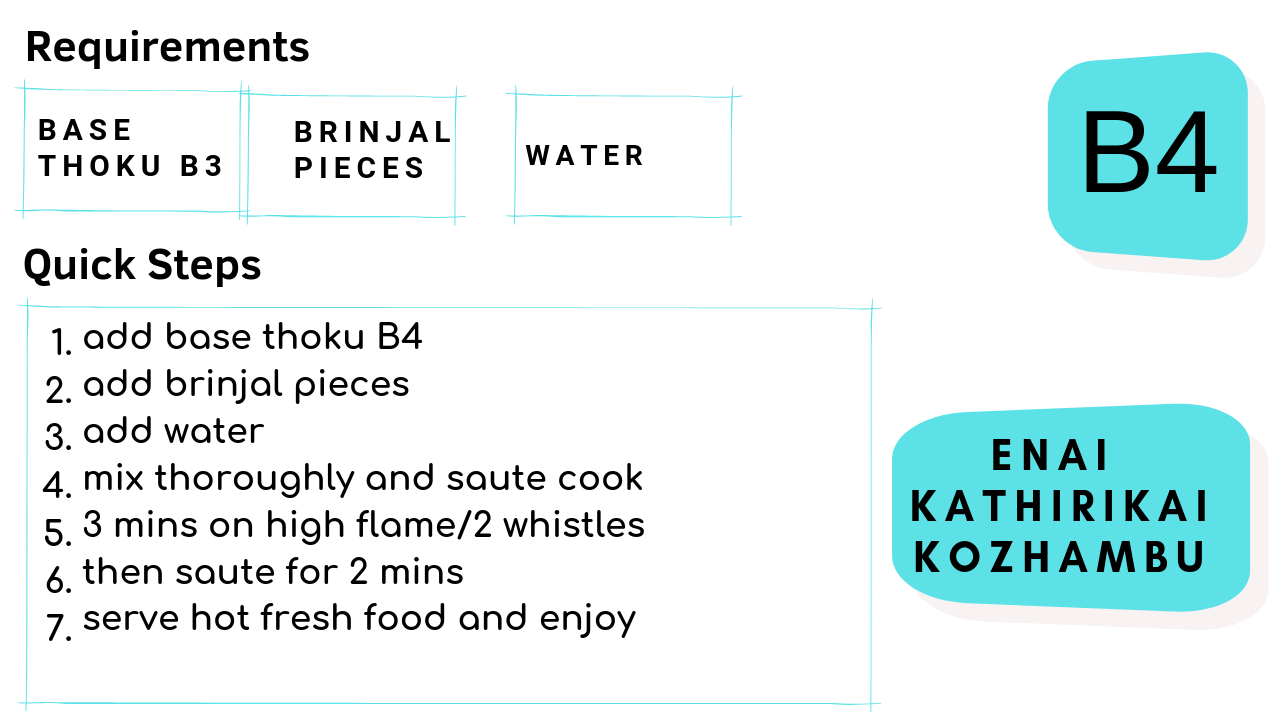 Requirements
BASE
THOKU B3
BRINJAL
PIECES
WATER
B4
Quick Steps
1. add base thoku B4
2. add brinjal pieces
3. add water
4. mix thoroughly and saute cook
5. 3 mins on high flame/2 whistles
6. then saute for 2 mins
7. serve hot fresh food and enjoy
ENAI
KATHIRIKAI
KOZHAMBU